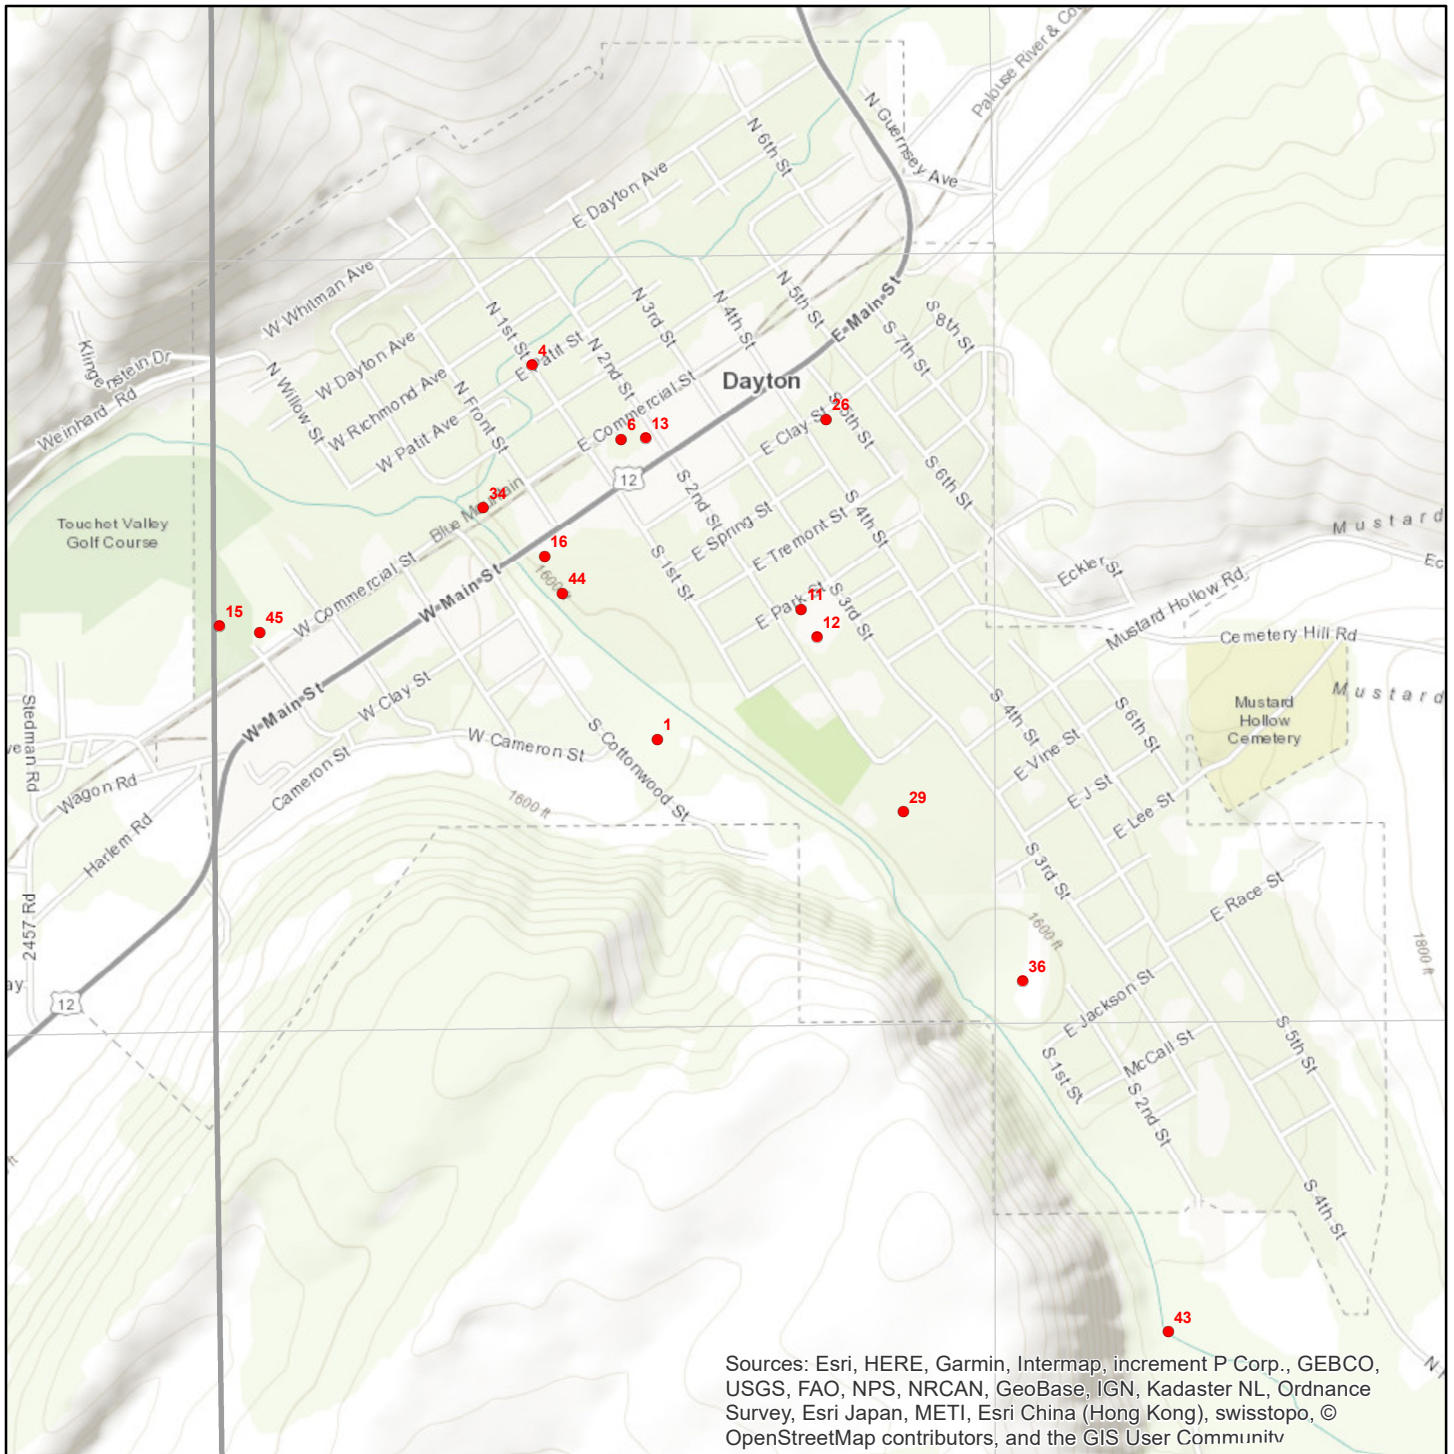 Palouse River & Co
N Guernsey Ave
N 6th St
E Dayton Ave
W Whitman Ave
N 5th St
E Main St
N 3rd St
N 4th St
S 8th St
N 1st St
S 7th St
Klingenstein Dr
W Dayton Ave
E Patit St
4
N 2nd St
Dayton
N Willow St
W Richmond Ave
N Front St
E Commercial St
Weinhard Rd
W Patit Ave
6
13
26
E Clay St
S 6th St
12
S 2nd St
Blue Mountain
34
Touchet Valley
Golf Course
E Spring St
S 4th St
E Tremont St
Mustard
16
1600 ft
44
S 1st St
Eckler St
Ec
W Commercial St
W Main St
E Park St
11
S 3rd St
Mustard Hollow Rd
15
45
12
Cemetery Hill Rd
W Clay St
Mustard
W Main St
S 4th St
S 6th St
Mustard
Hollow
Cemetery
Stedman Rd
1
W Cameron St
S Cottonwood St
E Vine St
Wagon Rd
Cameron St
1600 ft
29
E J St
E Lee St
Harlem Rd
S 3rd St
E Race St
2457 Rd
1600 ft
1800 ft
36
ay
12
E Jackson St
S 5th St
McCall St
S 1st St
S 2nd St
ft
S 4th St
43
Sources: Esri, HERE, Garmin, Intermap, increment P Corp., GEBCO,
USGS, FAO, NPS, NRCAN, GeoBase, IGN, Kadaster NL, Ordnance
Survey, Esri Japan, METI, Esri China (Hong Kong), swisstopo, ©
OpenStreetMap contributors, and the GIS User Community